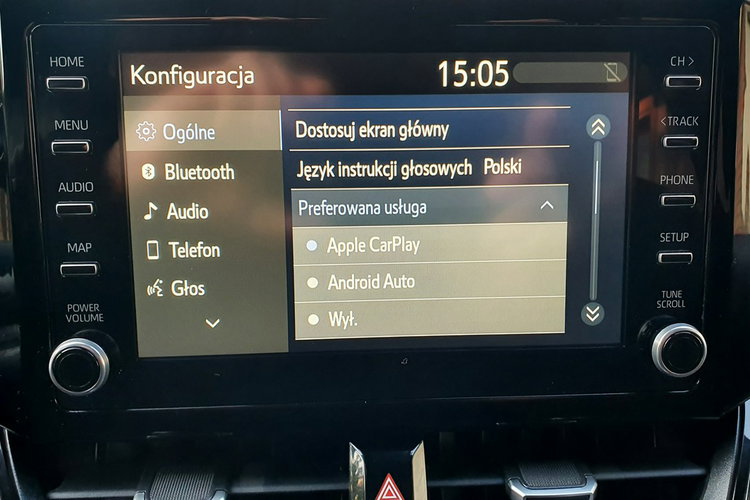 HOME
MENU
AUDIO
MAP
POWER
VOLUME
Konfiguracja
15:05
Ogólne
Bluetooth
Audio
Telefon
Głos
Dostosuj ekran główny
Język instrukcji głosowych Polski
Preferowana usługa
Apple CarPlay
Android Auto
Wył.
CH >
< TRACK
PHONE
SETUP
TUNE
SCROLL